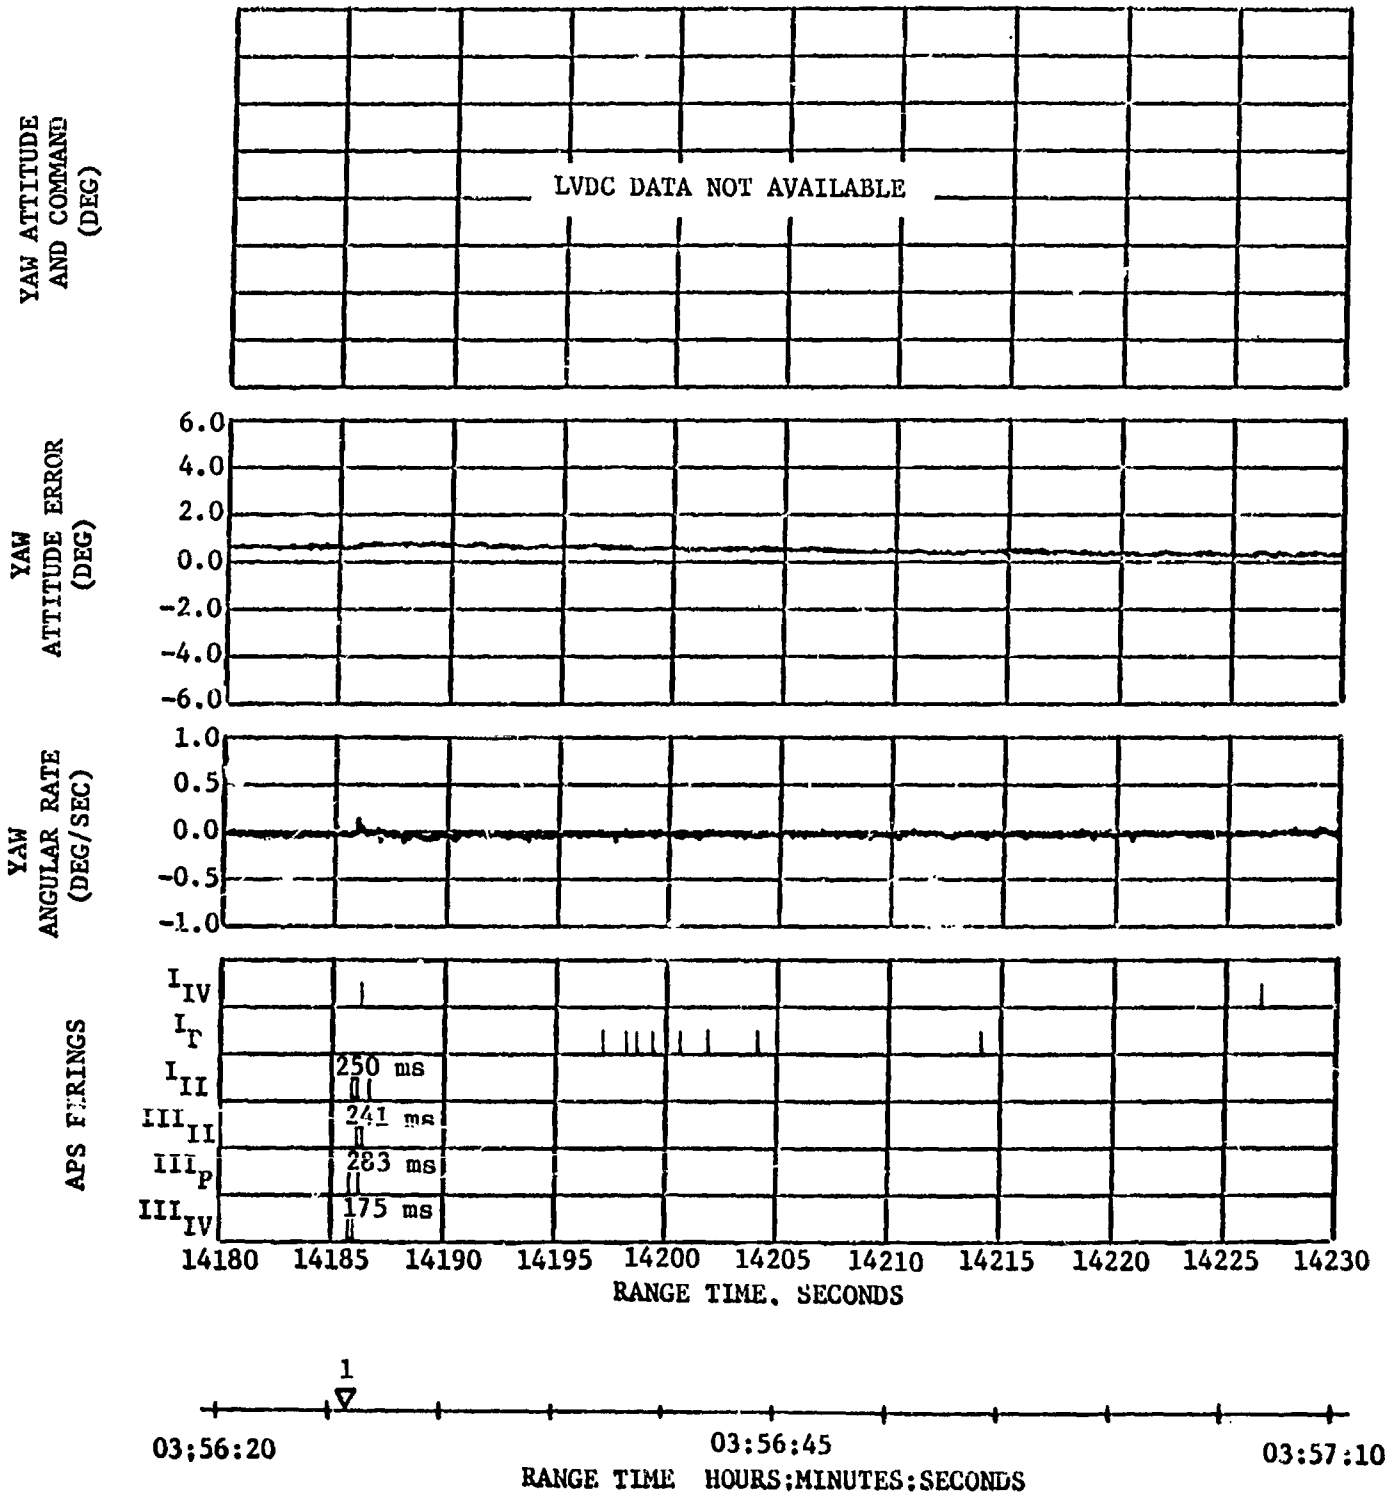 YAW ATTITUDE
AND COMMAND
(DEG)
LVDC DATA NOT AVAILABLE
YAW
ATTITUDE ERROR
(DEG)
6.0
4.0
2.0
0.0
-2.0
-4.0
-6.0
YAW
ANGULAR RATE
(DEG/SEC)
1.0
0.5
0.0
-0.5
-1.0
APS FIRINGS
I IV
I P
I II
250 ms
III II
241 ms
III P
283 ms
III IV
175 ms
14180 14185 14190 14195 14200 14205 14210 14215 14220 14225 14230
RANGE TIME, SECONDS
1
03:56:20 03:56:45 03:57:10
RANGE TIME HOURS:MINUTES:SECONDS